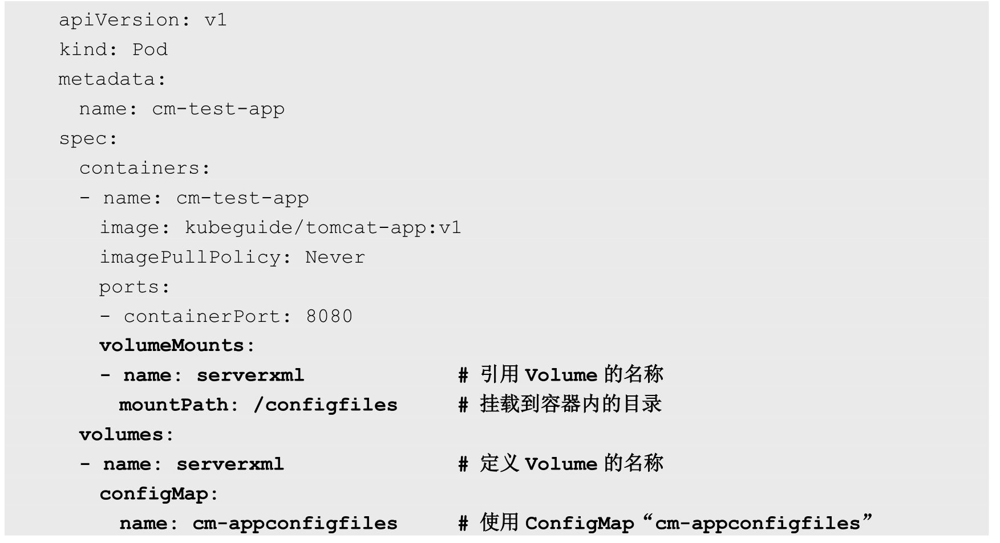 apiVersion: v1
kind: Pod
metadata:
  name: cm-test-app
spec:
  containers:
  - name: cm-test-app
    image: kubeguide/tomcat-app:v1
    imagePullPolicy: Never
    ports:
    - containerPort: 8080
    volumeMounts:
    - name: serverxml               # 引用 Volume 的名称
      mountPath: /configfiles       # 挂载到容器内的目录
  volumes:
  - name: serverxml                 # 定义 Volume 的名称
    configMap:
      name: cm-appconfigfiles       # 使用 ConfigMap“cm-appconfigfiles”